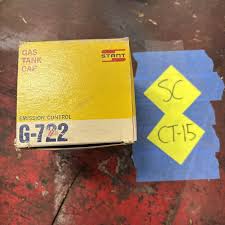 GAS
TANK
CAP
STANT
EMISSION CONTROL
G-722
SC
CT-15